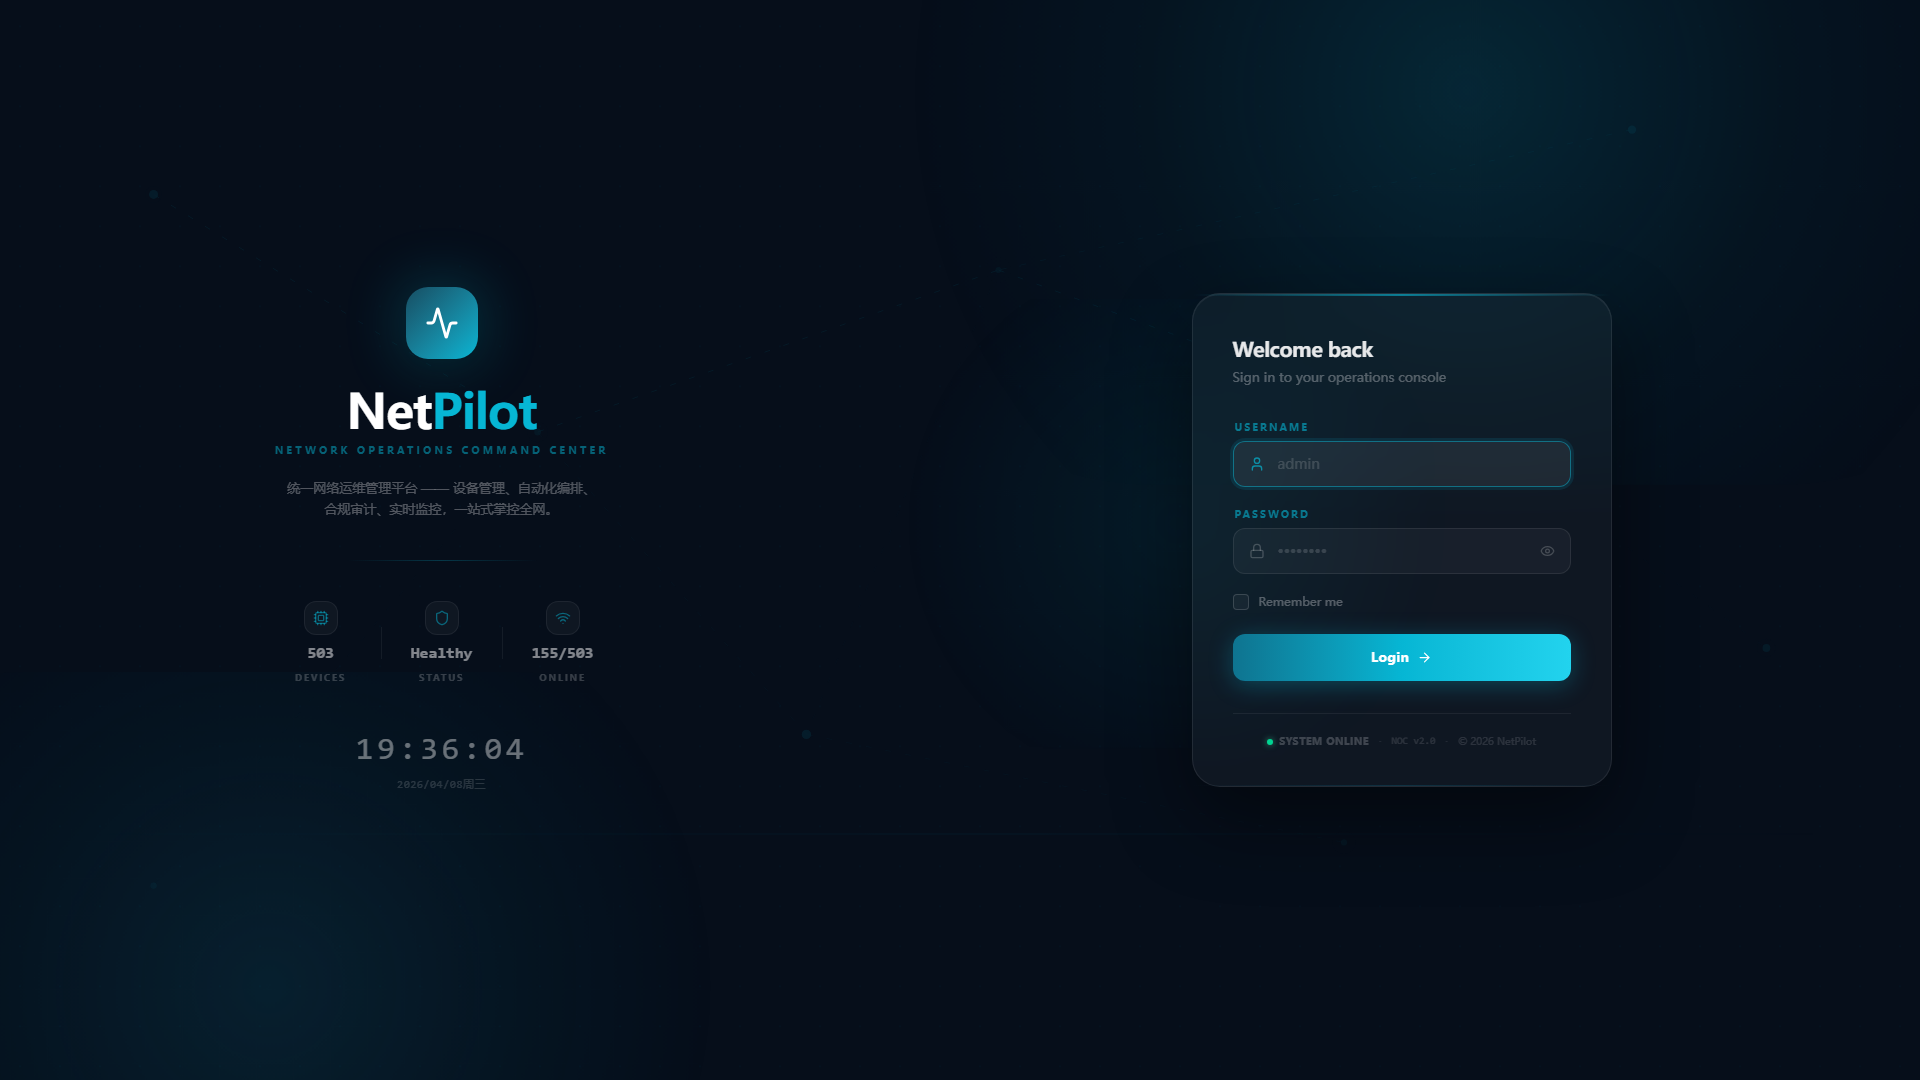 NetPilot
NETWORK OPERATIONS COMMAND CENTER
统一网络运维管理平台 —— 设备管理、自动化编排、
合规审计、实时监控，一站式掌控全网。
503
DEVICES
Healthy
STATUS
155/503
ONLINE
19:36:04
2026/04/08周三
Welcome back
Sign in to your operations console
USERNAME
admin
PASSWORD
••••••••
Remember me
Login →
SYSTEM ONLINE · NOC v2.0 · © 2026 NetPilot